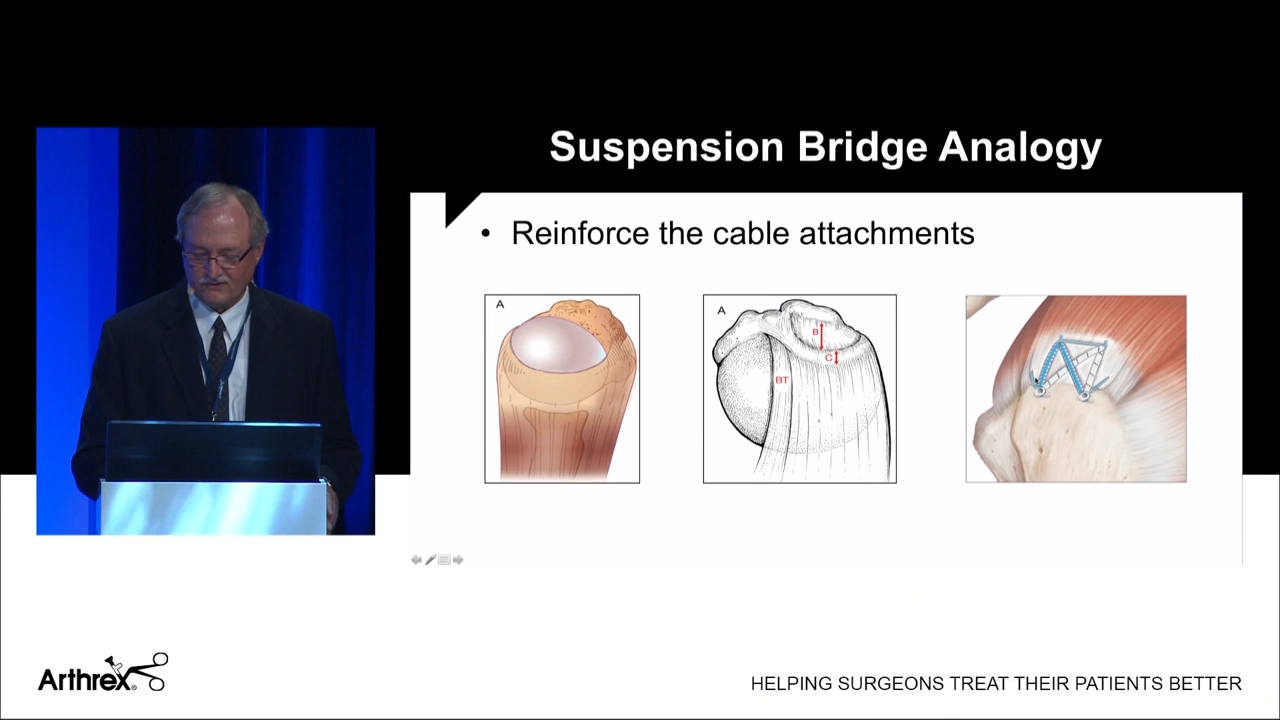 Suspension Bridge Analogy
• Reinforce the cable attachments
A
A
B
C
BT
Arthrex®
HELPING SURGEONS TREAT THEIR PATIENTS BETTER